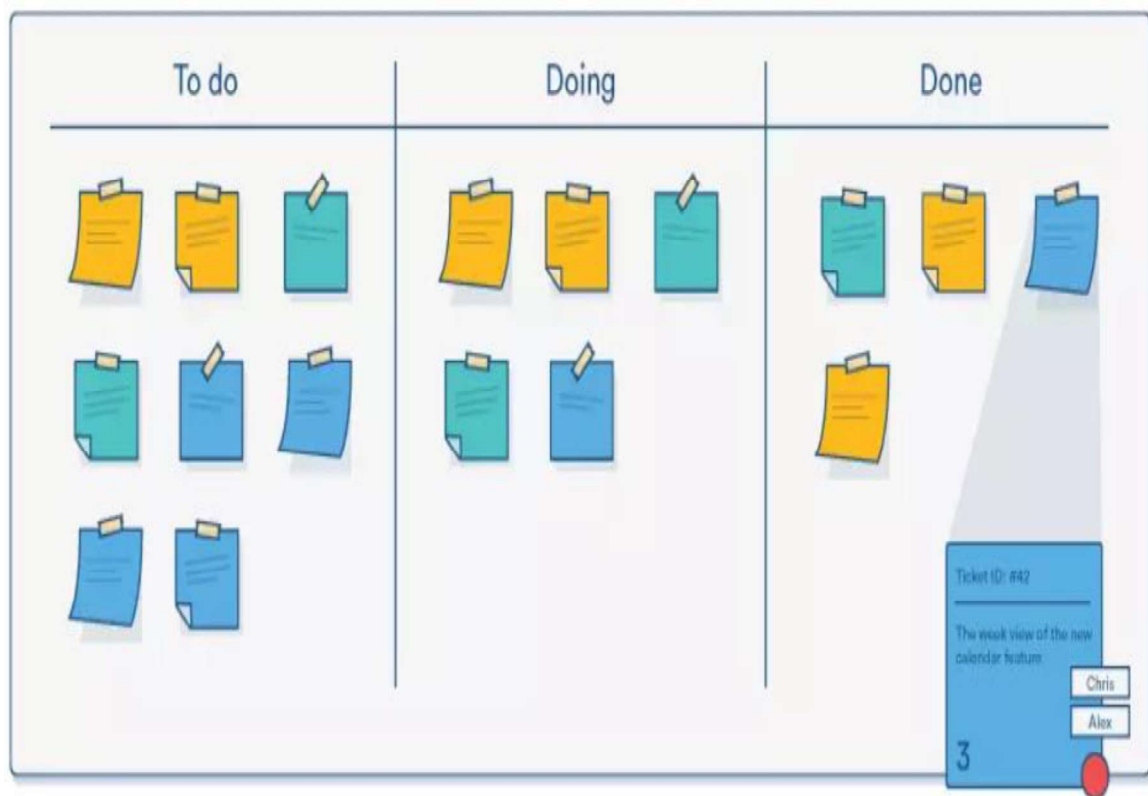 To do
Doing
Done
Ticket ID: #42
The week view of the new
calendar feature
Chris
Alex
3